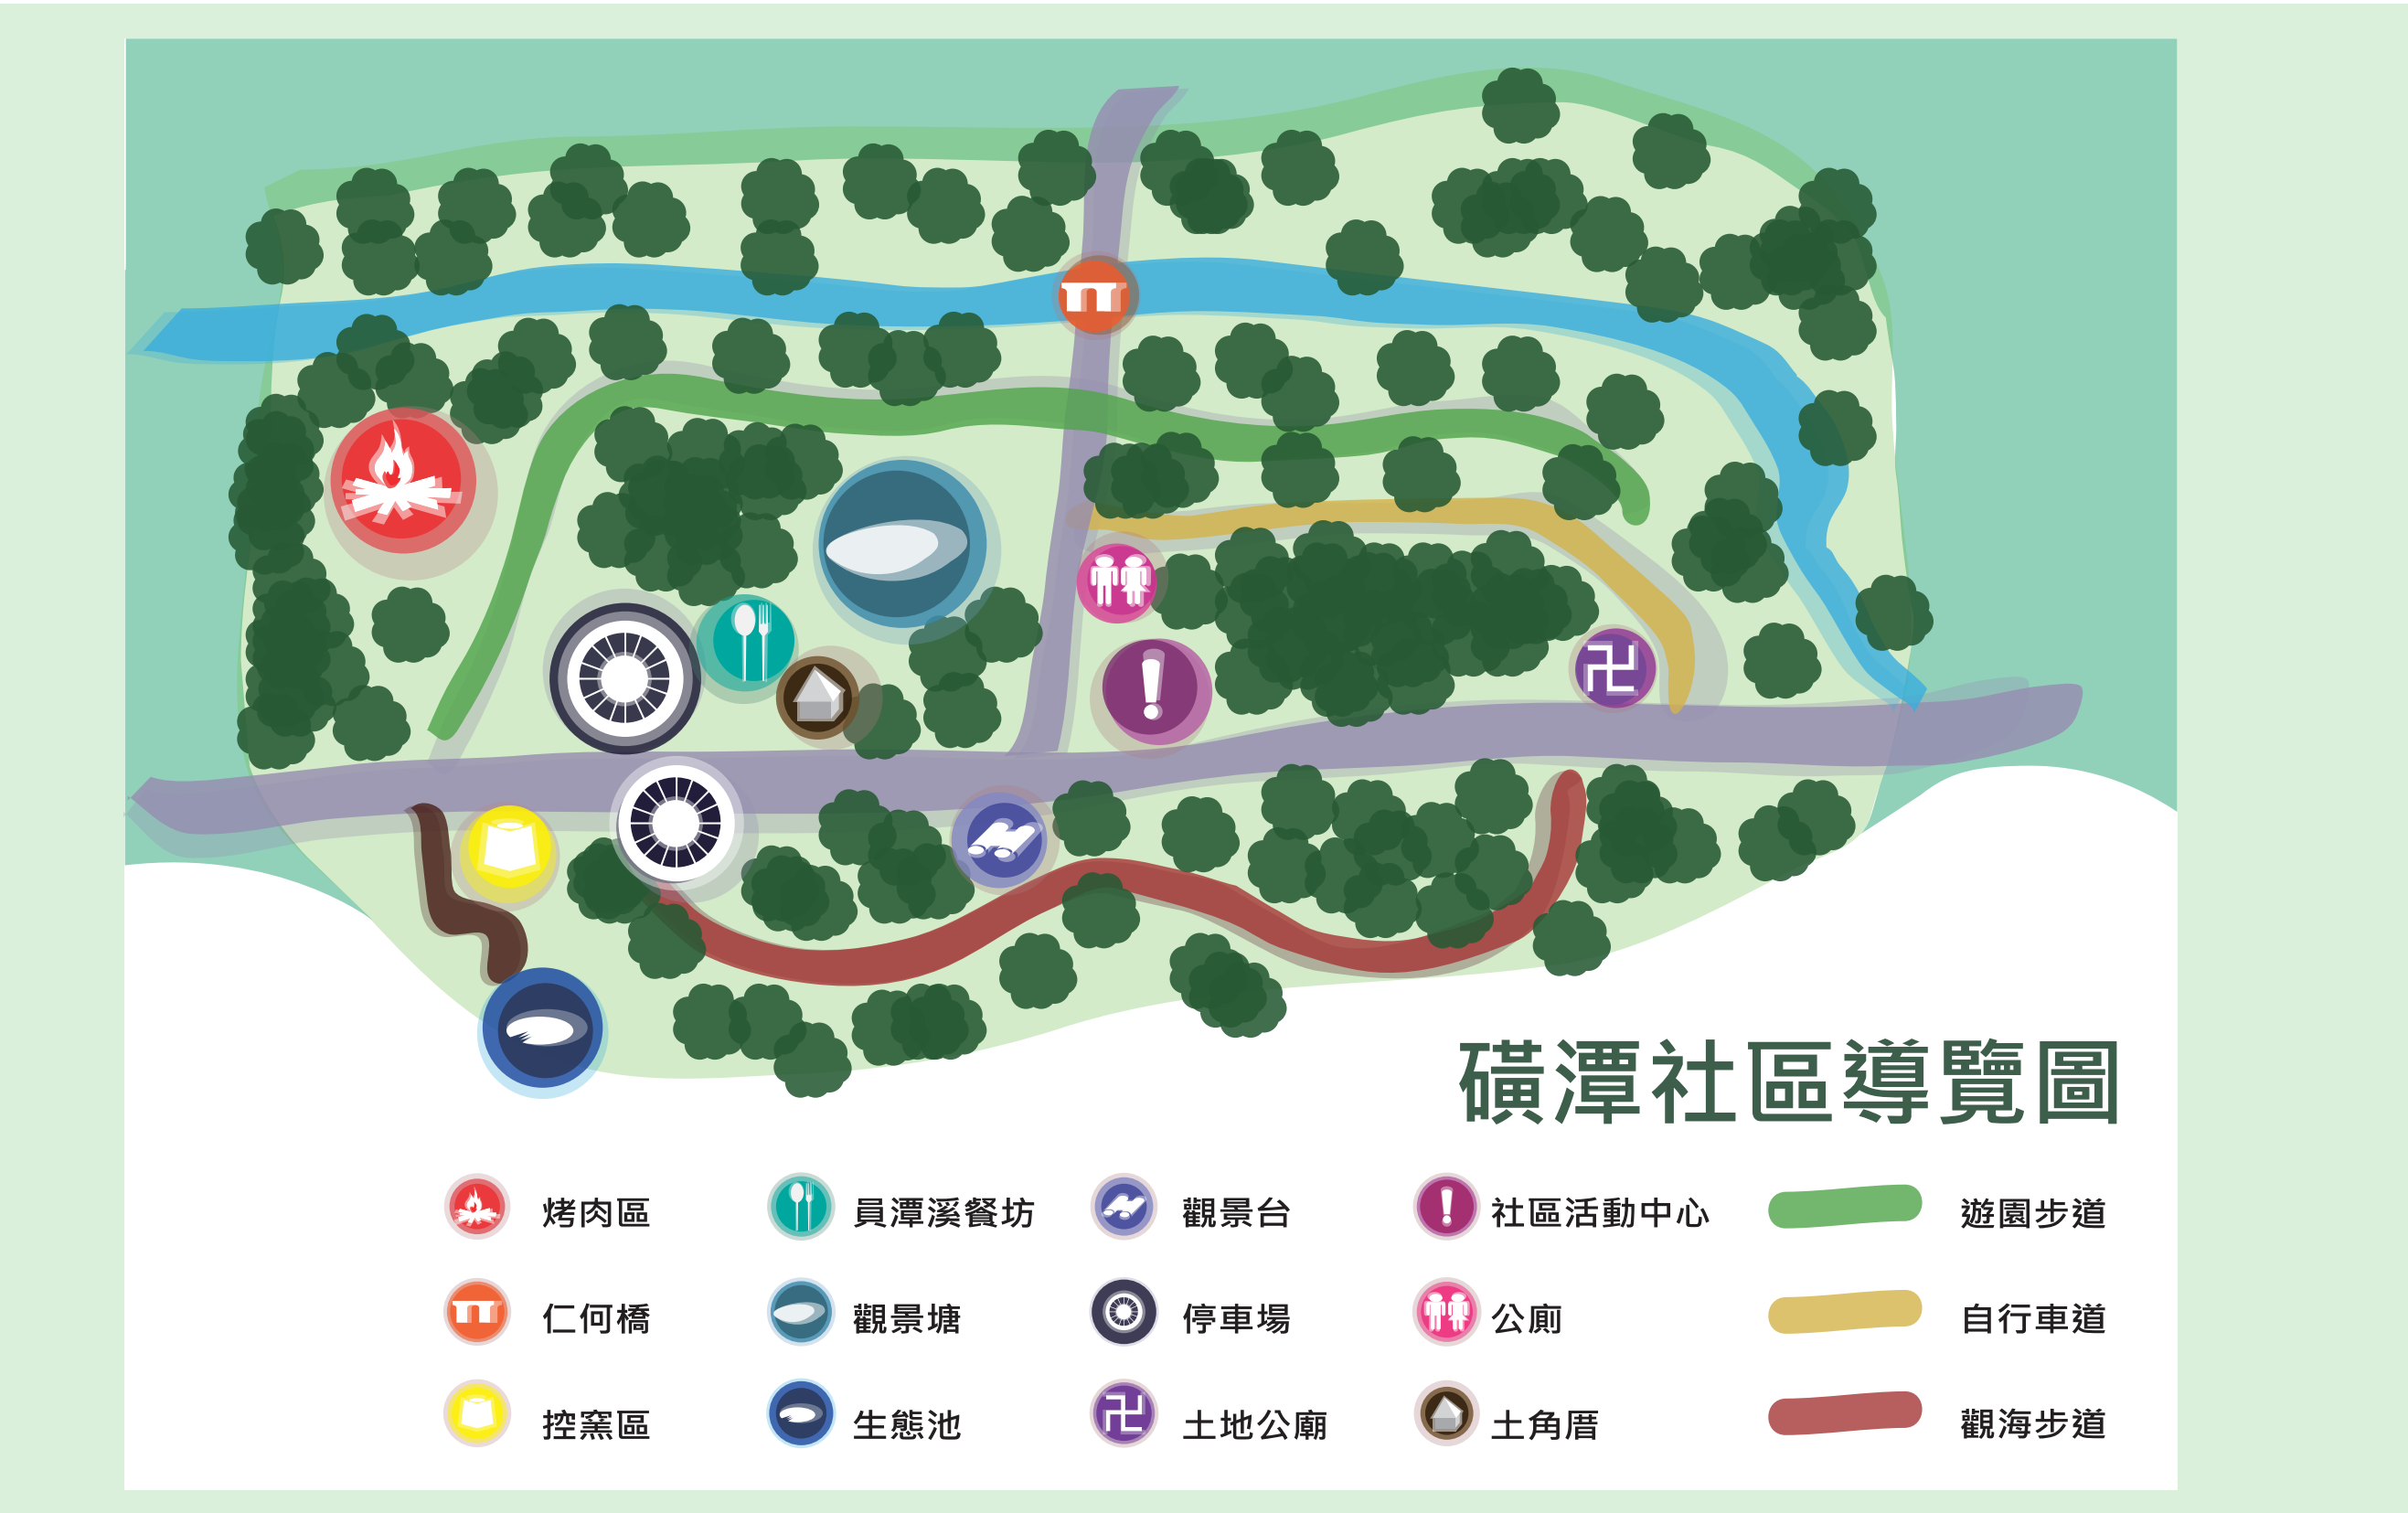 磺潭社區導覽圖
烤肉區
員潭溪餐坊
觀景台
社區活動中心
遊園步道
仁何橋
觀景塘
停車場
公廁
自行車道
控窯區
生態池
土地公廟
土角厝
觀海步道